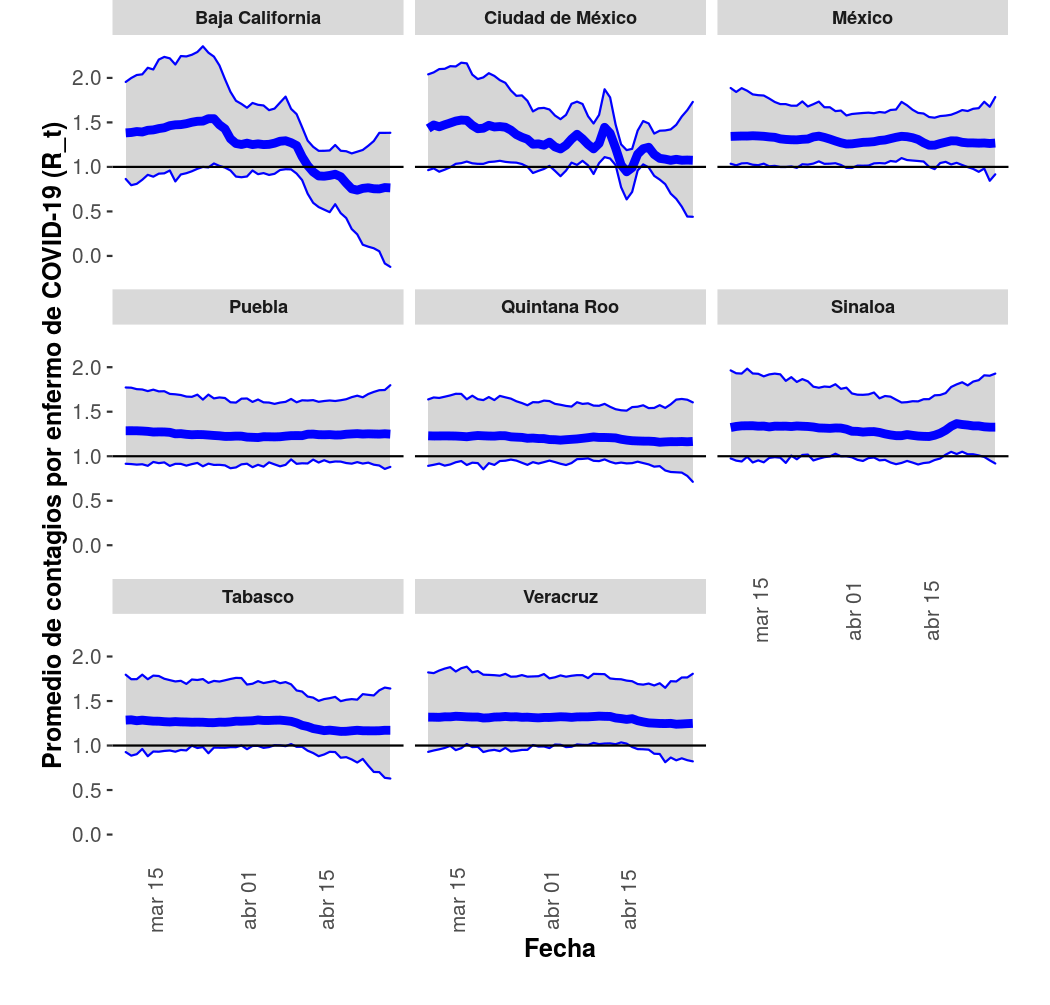 Promedio de contagios por enfermo de COVID-19 (R_t)
Baja California
Ciudad de México
México
2.0
1.5
1.0
0.5
0.0
Puebla
Quintana Roo
Sinaloa
2.0
1.5
1.0
0.5
0.0
mar 15
abr 01
abr 15
Tabasco
Veracruz
2.0
1.5
1.0
0.5
0.0
mar 15
abr 01
abr 15
mar 15
abr 01
abr 15
Fecha